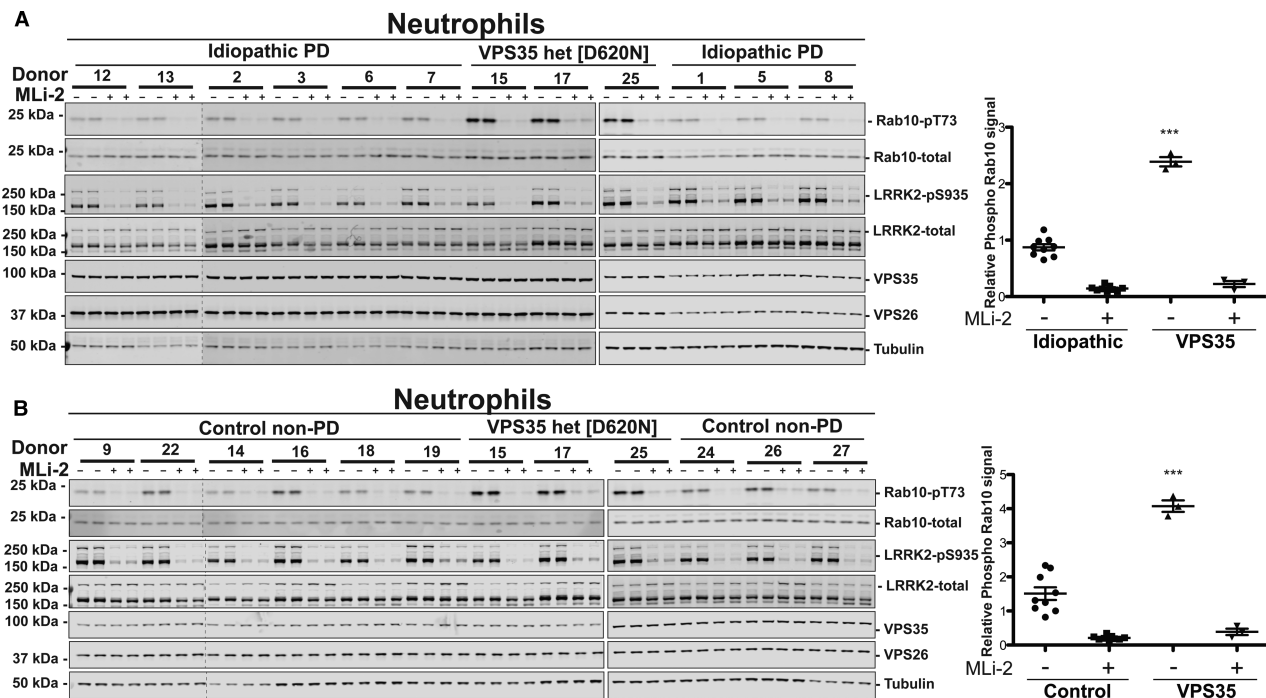 A
Neutrophils
Idiopathic PD VPS35 het [D620N] Idiopathic PD
Donor 12 13 2 3 6 7 15 17 25 1 5 8
MLi-2 - - + + - - + + - - + + - - + + - - + + - - + + - - + + - - + + - - + + - - + + - - + + - - + +
25 kDa - - Rab10-pT73
25 kDa - - Rab10-total
250 kDa - - LRRK2-pS935
150 kDa -
250 kDa - - LRRK2-total
150 kDa -
100 kDa - - VPS35
37 kDa - - VPS26
50 kDa - - Tubulin
Relative Phospho Rab10 signal
3
2
1
0
***
MLi-2 - + - +
Idiopathic VPS35
B
Neutrophils
Control non-PD VPS35 het [D620N] Control non-PD
Donor 9 22 14 16 18 19 15 17 25 24 26 27
MLi-2 - - + + - - + + - - + + - - + + - - + + - - + + - - + + - - + + - - + + - - + + - - + + - - + +
25 kDa - - Rab10-pT73
25 kDa - - Rab10-total
250 kDa - - LRRK2-pS935
150 kDa -
250 kDa - - LRRK2-total
150 kDa -
100 kDa - - VPS35
37 kDa - - VPS26
50 kDa - - Tubulin
Relative Phospho Rab10 signal
5
4
3
2
1
0
***
MLi-2 - + - +
Control VPS35